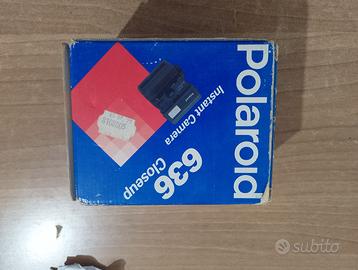 Polaroid
Instant Camera
636
Closeup
subito